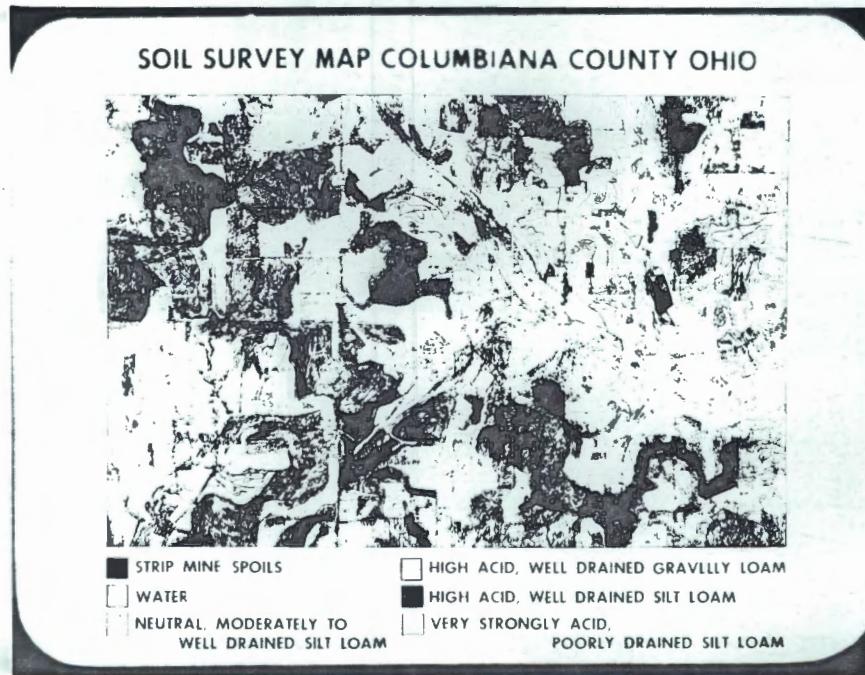 SOIL SURVEY MAP COLUMBIANA COUNTY OHIO
STRIP MINE SPOILS
WATER
NEUTRAL, MODERATELY TO
WELL DRAINED SILT LOAM
HIGH ACID, WELL DRAINED GRAVLLY LOAM
HIGH ACID, WELL DRAINED SILT LOAM
VERY STRONGLY ACID,
POORLY DRAINED SILT LOAM